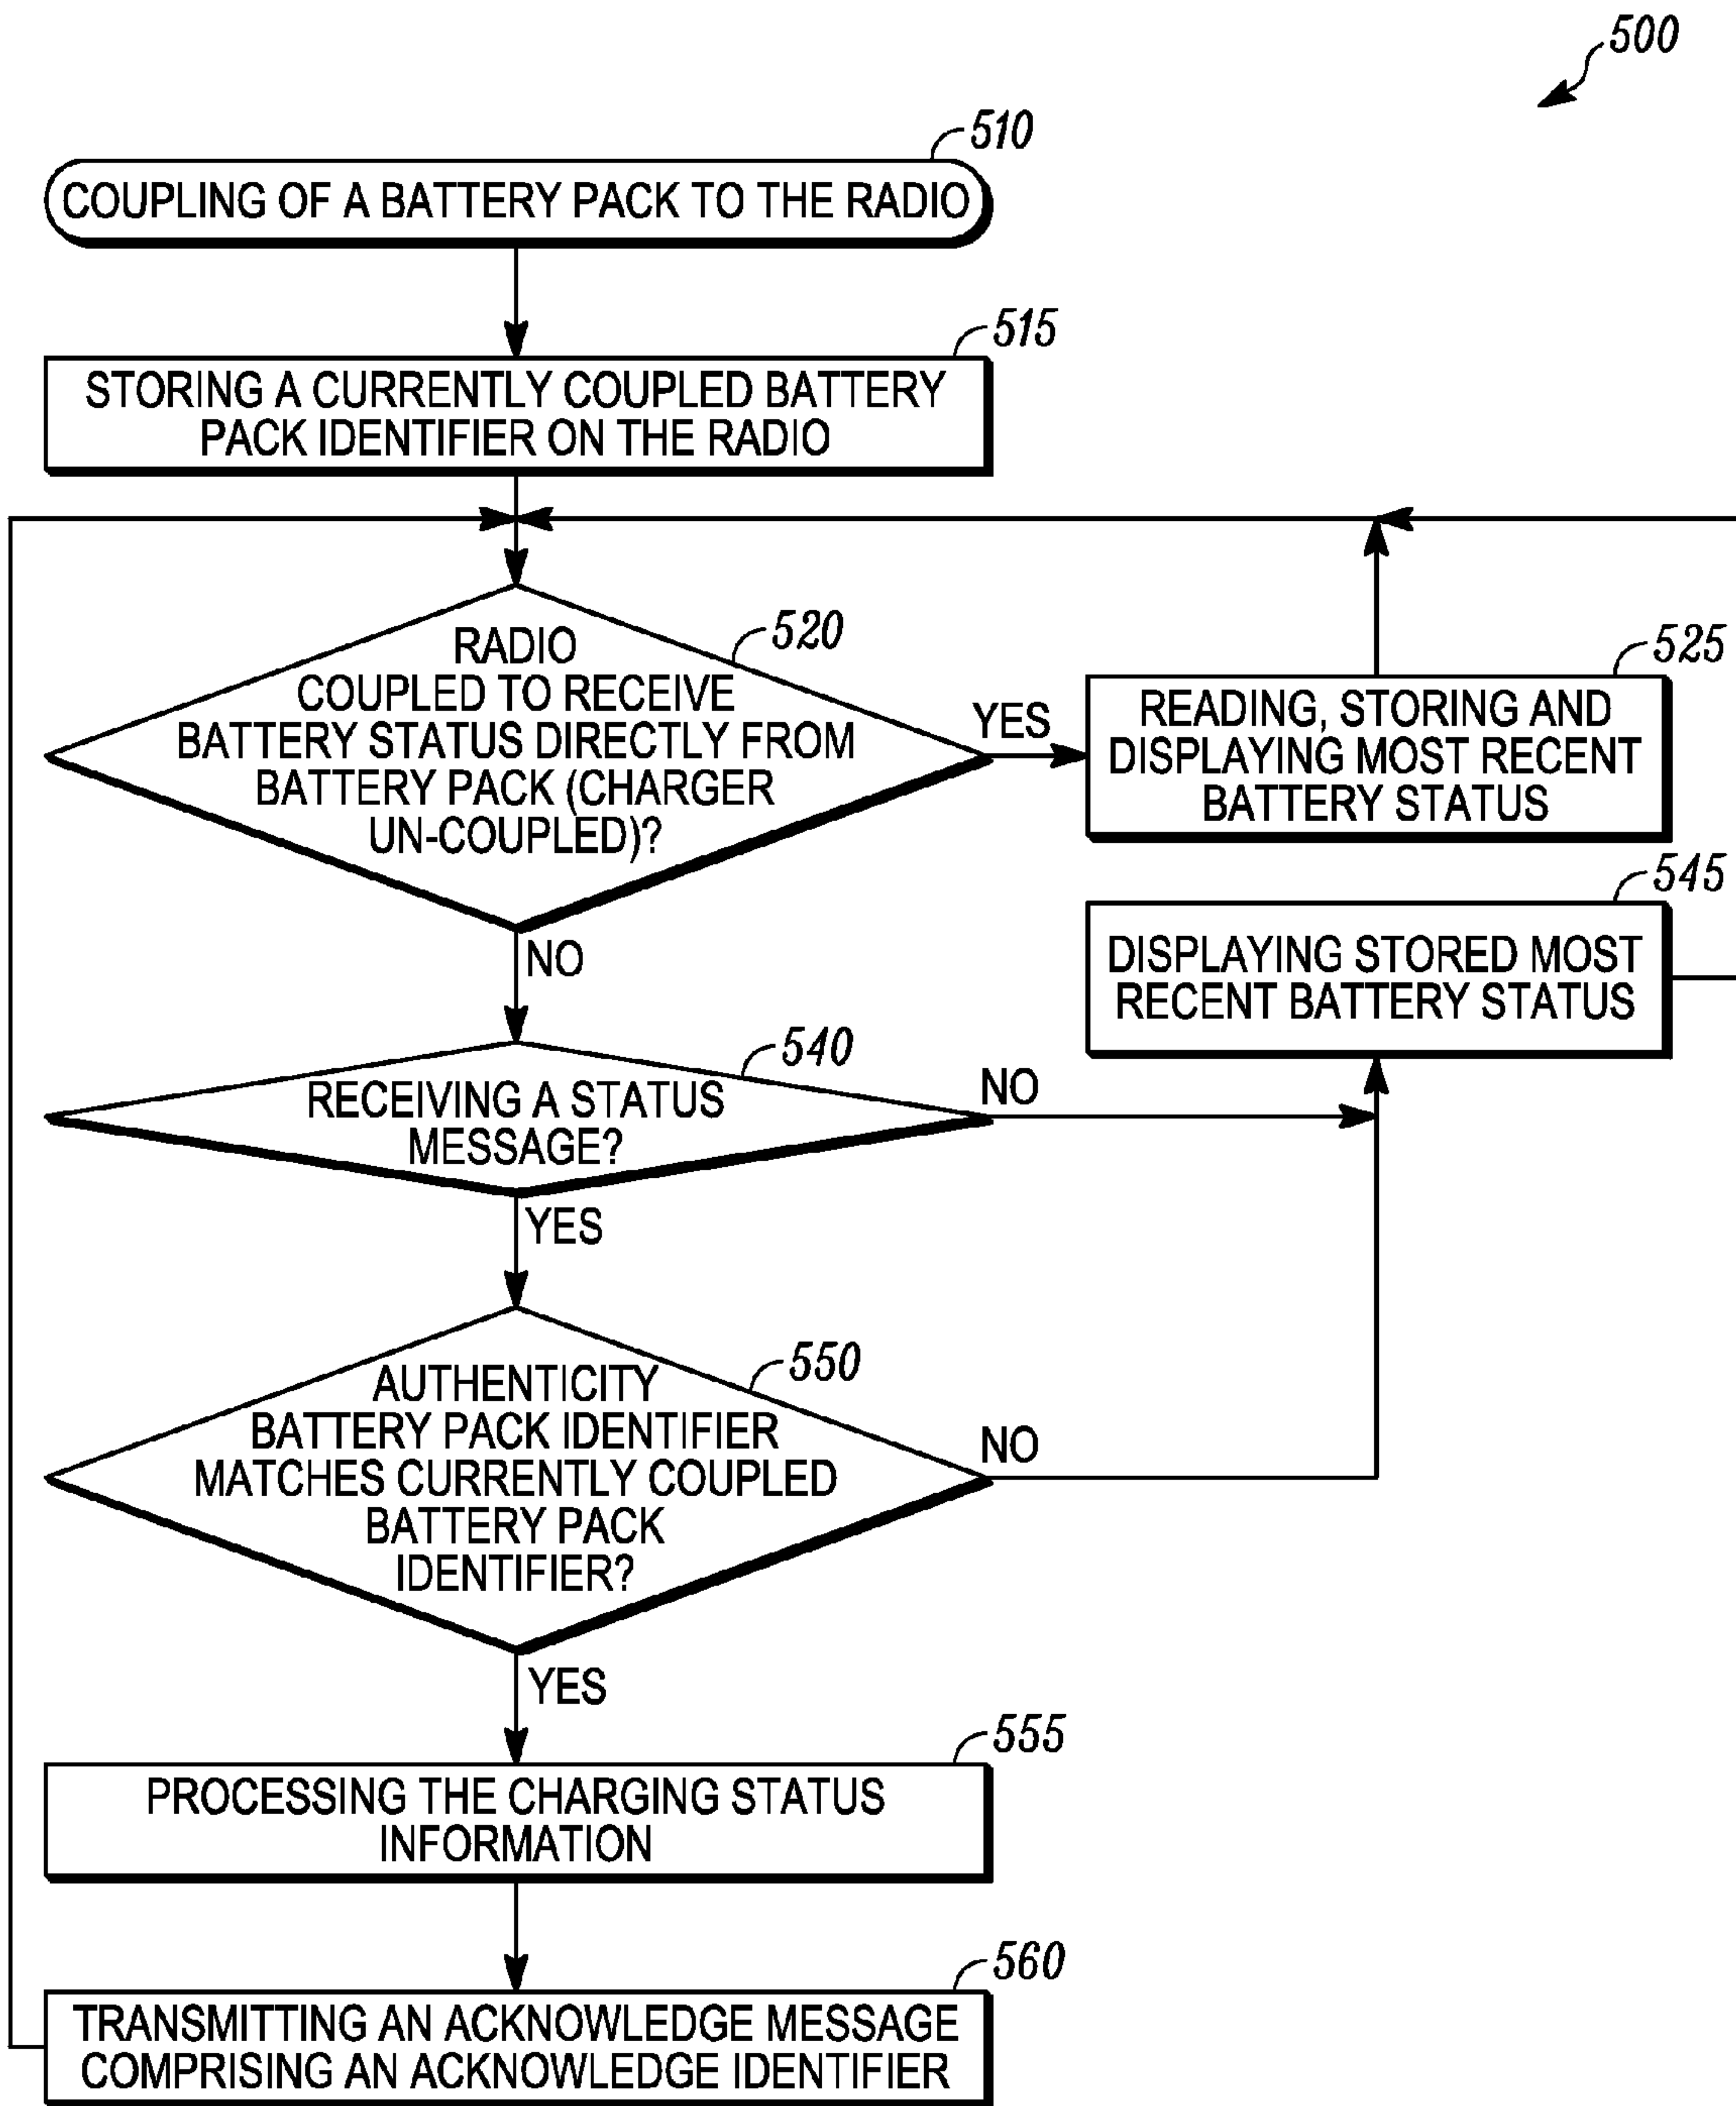 500
510
COUPLING OF A BATTERY PACK TO THE RADIO
515
STORING A CURRENTLY COUPLED BATTERY
PACK IDENTIFIER ON THE RADIO
520
RADIO
COUPLED TO RECEIVE
BATTERY STATUS DIRECTLY FROM
BATTERY PACK (CHARGER
UN-COUPLED)?
YES
NO
525
READING, STORING AND
DISPLAYING MOST RECENT
BATTERY STATUS
545
DISPLAYING STORED MOST
RECENT BATTERY STATUS
540
RECEIVING A STATUS
MESSAGE?
NO
YES
550
AUTHENTICITY
BATTERY PACK IDENTIFIER
MATCHES CURRENTLY COUPLED
BATTERY PACK
IDENTIFIER?
NO
YES
555
PROCESSING THE CHARGING STATUS
INFORMATION
560
TRANSMITTING AN ACKNOWLEDGE MESSAGE
COMPRISING AN ACKNOWLEDGE IDENTIFIER